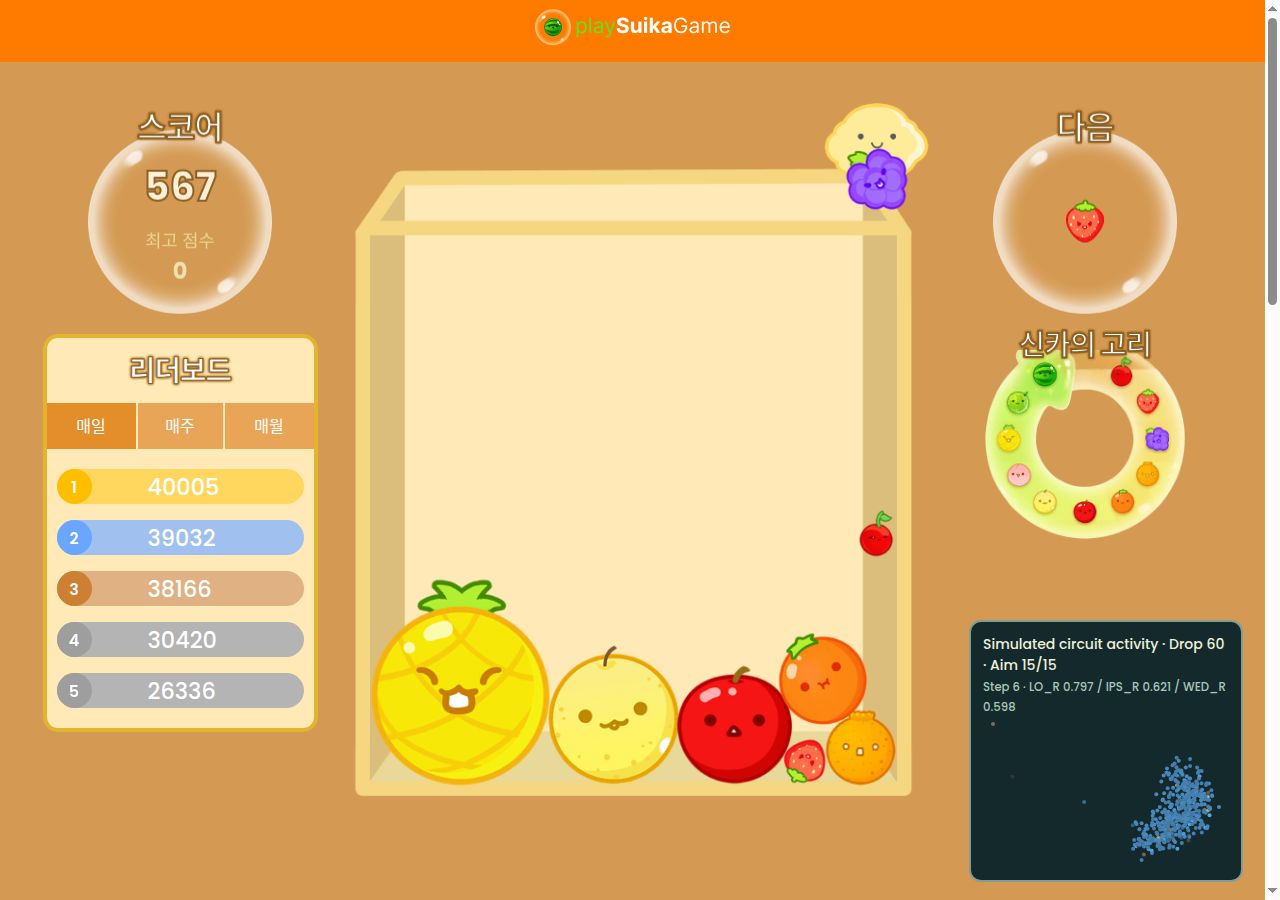 playSuikaGame
스코어
567
최고 점수
0
다음
신카의 고리
리더보드
매일 매주 매월
1 40005
2 39032
3 38166
4 30420
5 26336
Simulated circuit activity · Drop 60
· Aim 15/15
Step 6 · LO_R 0.797 / IPS_R 0.621 / WED_R
0.598